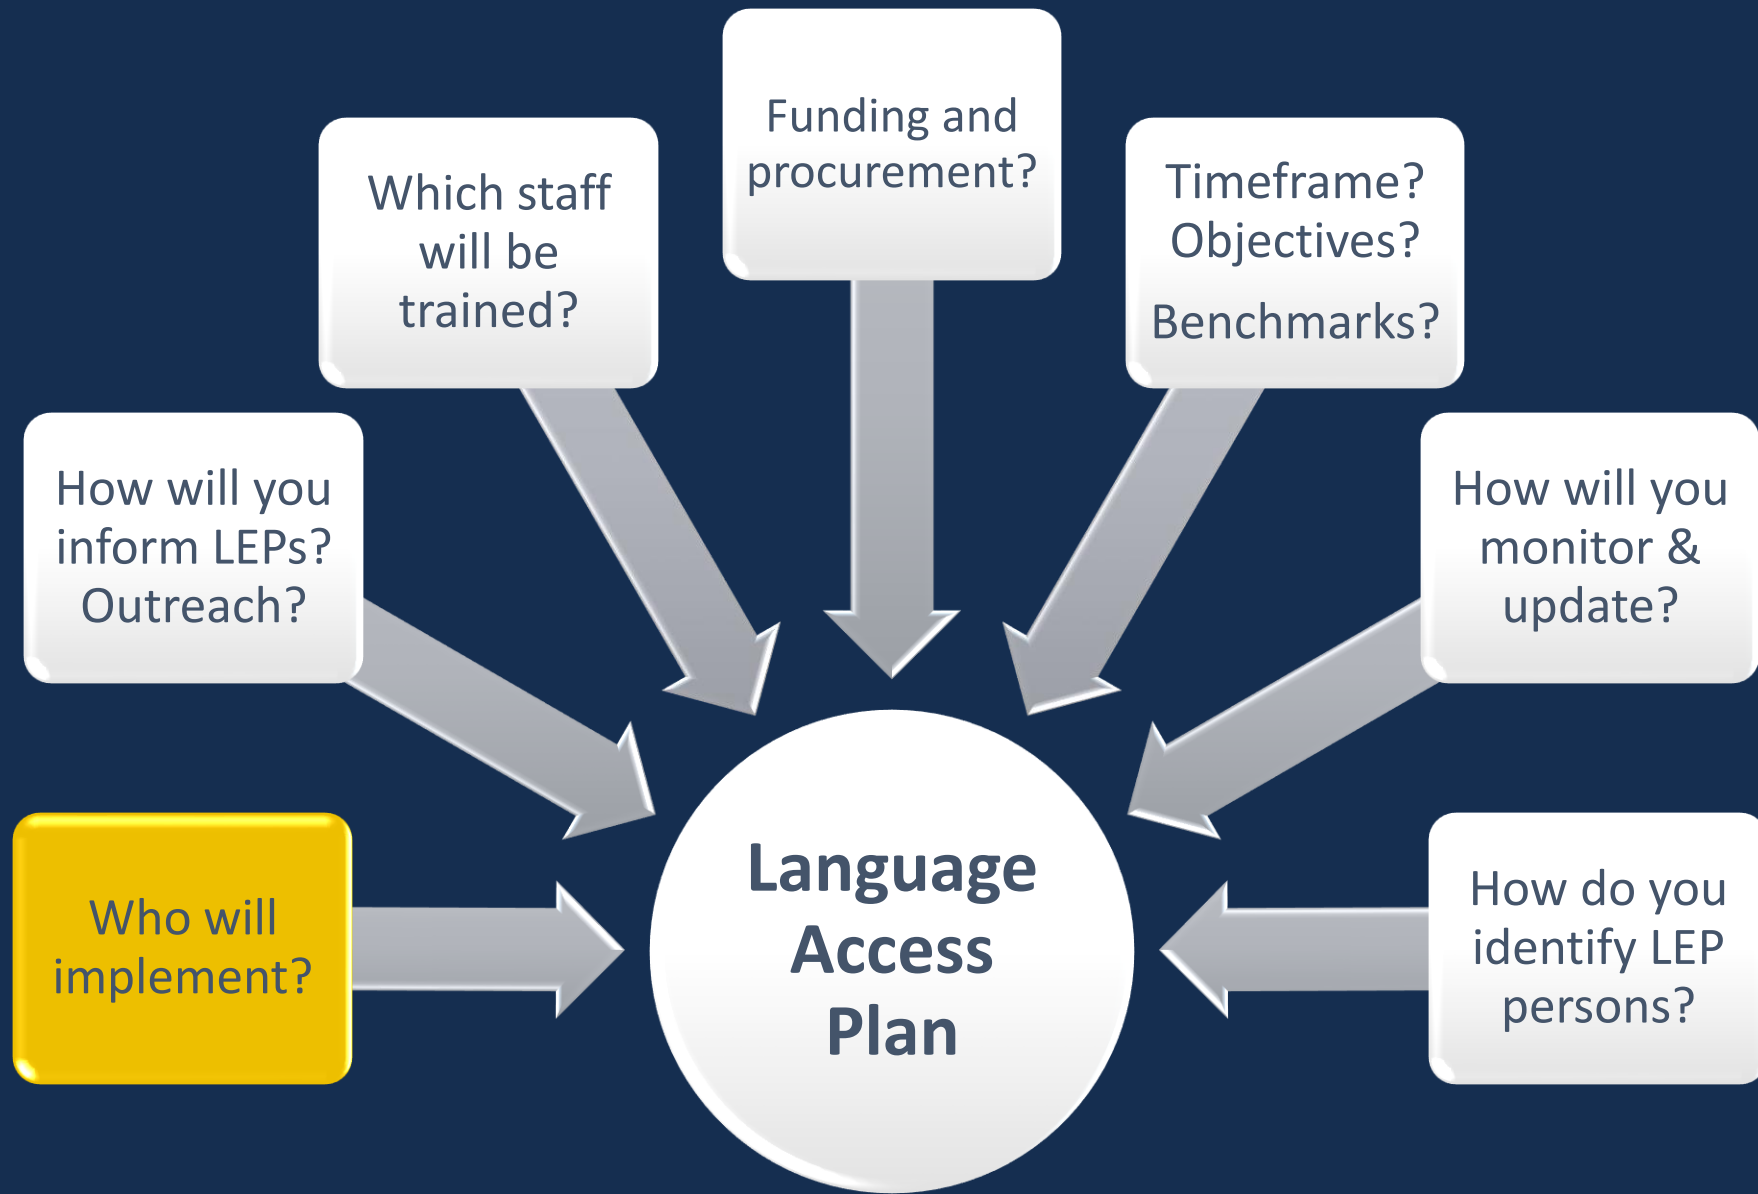 Funding and
procurement?
Which staff
will be
trained?
Timeframe?
Objectives?
Benchmarks?
How will you
inform LEPs?
Outreach?
How will you
monitor &
update?
Who will
implement?
Language
Access
Plan
How do you
identify LEP
persons?